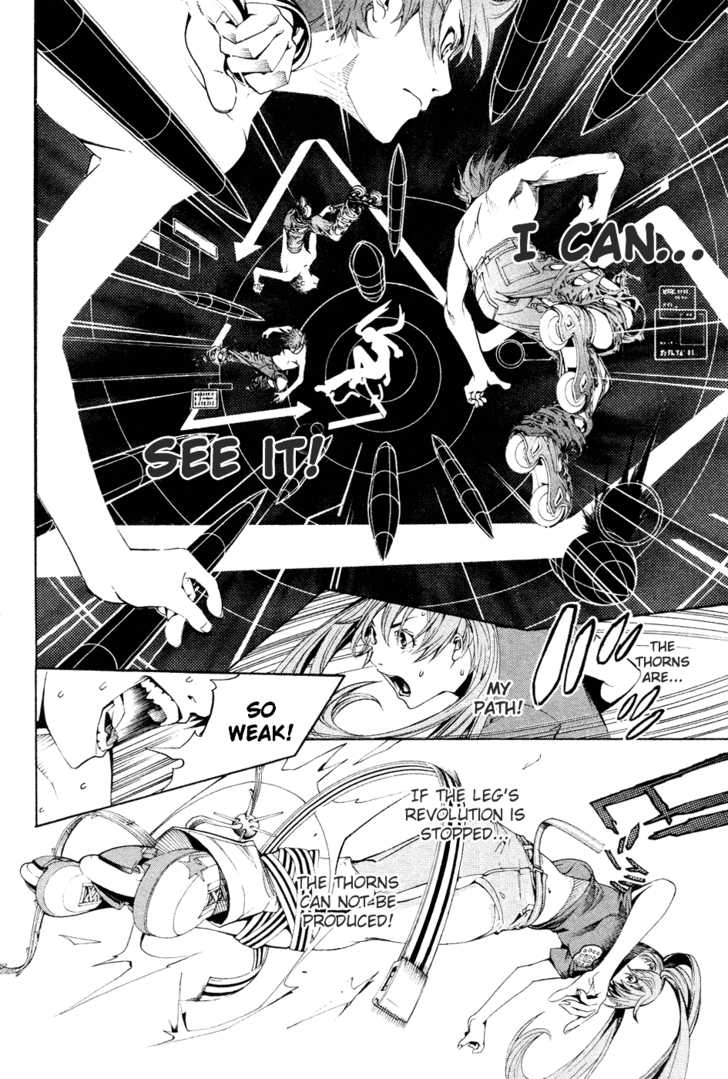 I CAN...
SEE IT!
THE
THORNS
ARE...
MY
PATH!
SO
WEAK!
IF THE LEG'S
REVOLUTION IS
STOPPED...
THE THORNS
CAN NOT BE
PRODUCED!